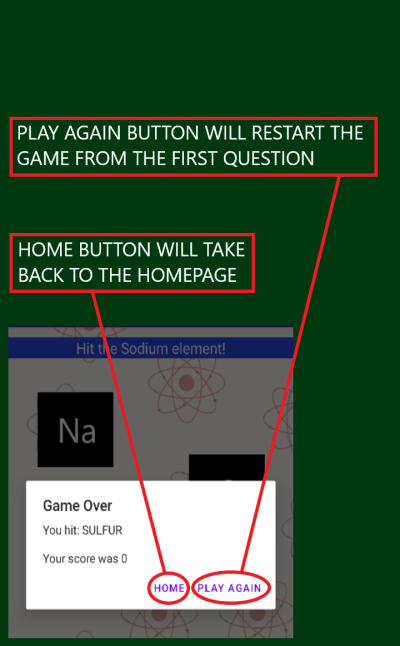 PLAY AGAIN BUTTON WILL RESTART THE
GAME FROM THE FIRST QUESTION
HOME BUTTON WILL TAKE
BACK TO THE HOMEPAGE
Hit the Sodium element!
Na
Game Over
You hit: SULFUR
Your score was 0
HOME PLAY AGAIN